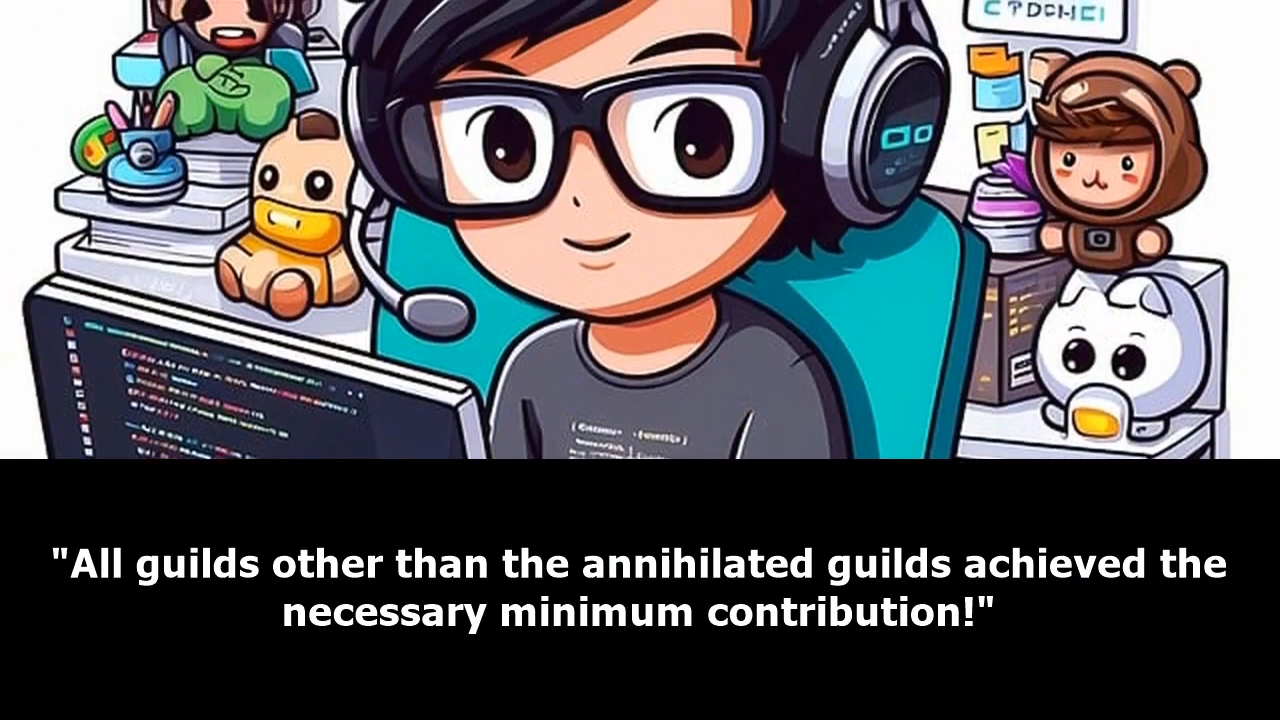 "All guilds other than the annihilated guilds achieved the
necessary minimum contribution!"